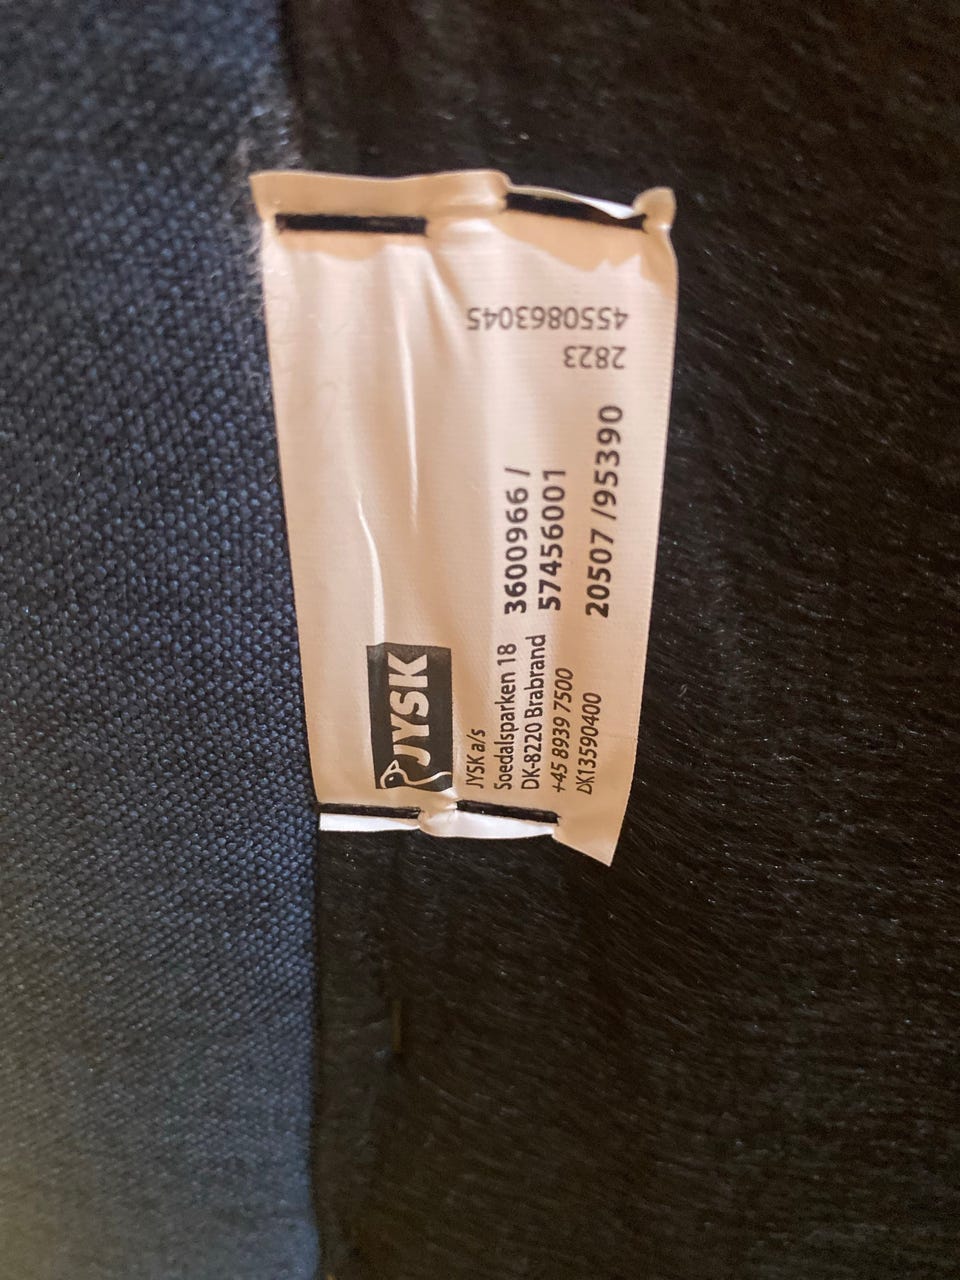 JYSK
JYSK a/s
Soedalsparken 18
DK-8220 Brabrand
+45 8939 7500
DK13590400
3600966 /
57456001
20507 /95390
2823
4550863045